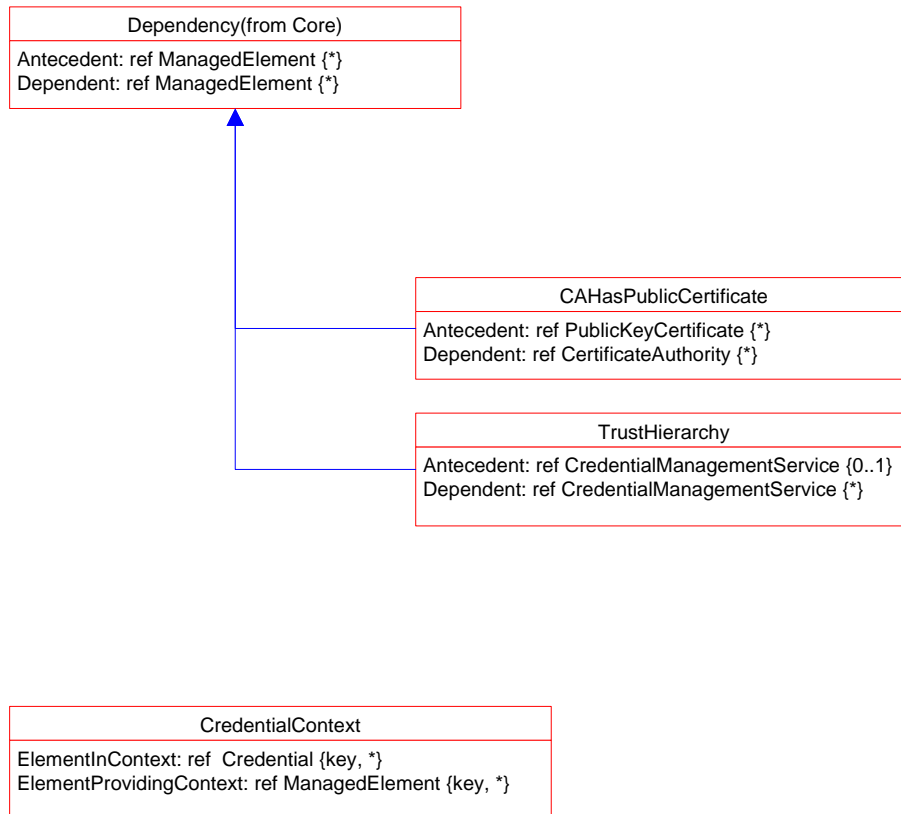 Dependency(from Core)
Antecedent: ref ManagedElement {*}
Dependent: ref ManagedElement {*}
CAHasPublicCertificate
Antecedent: ref PublicKeyCertificate {*}
Dependent: ref CertificateAuthority {*}
TrustHierarchy
Antecedent: ref CredentialManagementService {0..1}
Dependent: ref CredentialManagementService {*}
CredentialContext
ElementInContext: ref  Credential {key, *}
ElementProvidingContext: ref ManagedElement {key, *}